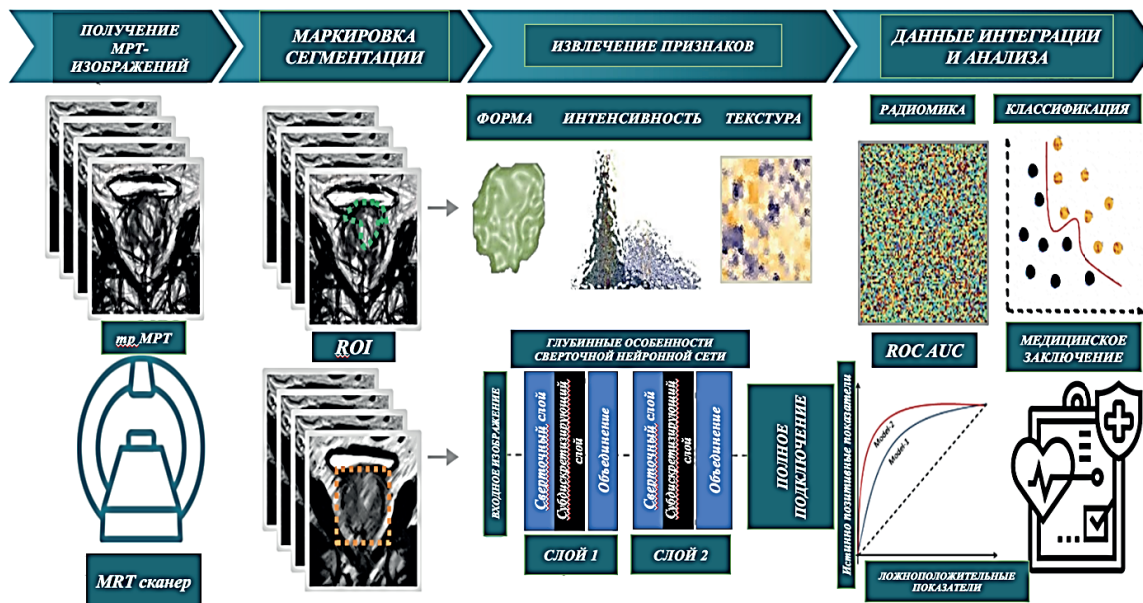 ПОЛУЧЕНИЕ
МРТ-
ИЗОБРАЖЕНИЙ
МАРКИРОВКА
СЕГМЕНТАЦИИ
ИЗВЛЕЧЕНИЕ ПРИЗНАКОВ
ДАННЫЕ ИНТЕГРАЦИИ
И АНАЛИЗА
ФОРМА
ИНТЕНСИВНОСТЬ
ТЕКСТУРА
РАДИОМИКА
КЛАССИФИКАЦИЯ
mp МРТ
ROI
ROC AUC
МЕДИЦИНСКОЕ
ЗАКЛЮЧЕНИЕ
ГЛУБИННЫЕ ОСОБЕННОСТИ
СВЕРТОЧНОЙ НЕЙРОННОЙ СЕТИ
ВХОДНОЕ ИЗОБРАЖЕНИЕ
Сверточный слой
Субдискретизирующий
слой
Объединение
Сверточный слой
Субдискретизирующий
слой
Объединение
ПОЛНОЕ
ПОДКЛЮЧЕНИЕ
СЛОЙ 1
СЛОЙ 2
Истинно позитивные показатели
Model-2
Model-1
ЛОЖНОПОЛОЖИТЕЛЬНЫЕ
ПОКАЗАТЕЛИ
MRT сканер